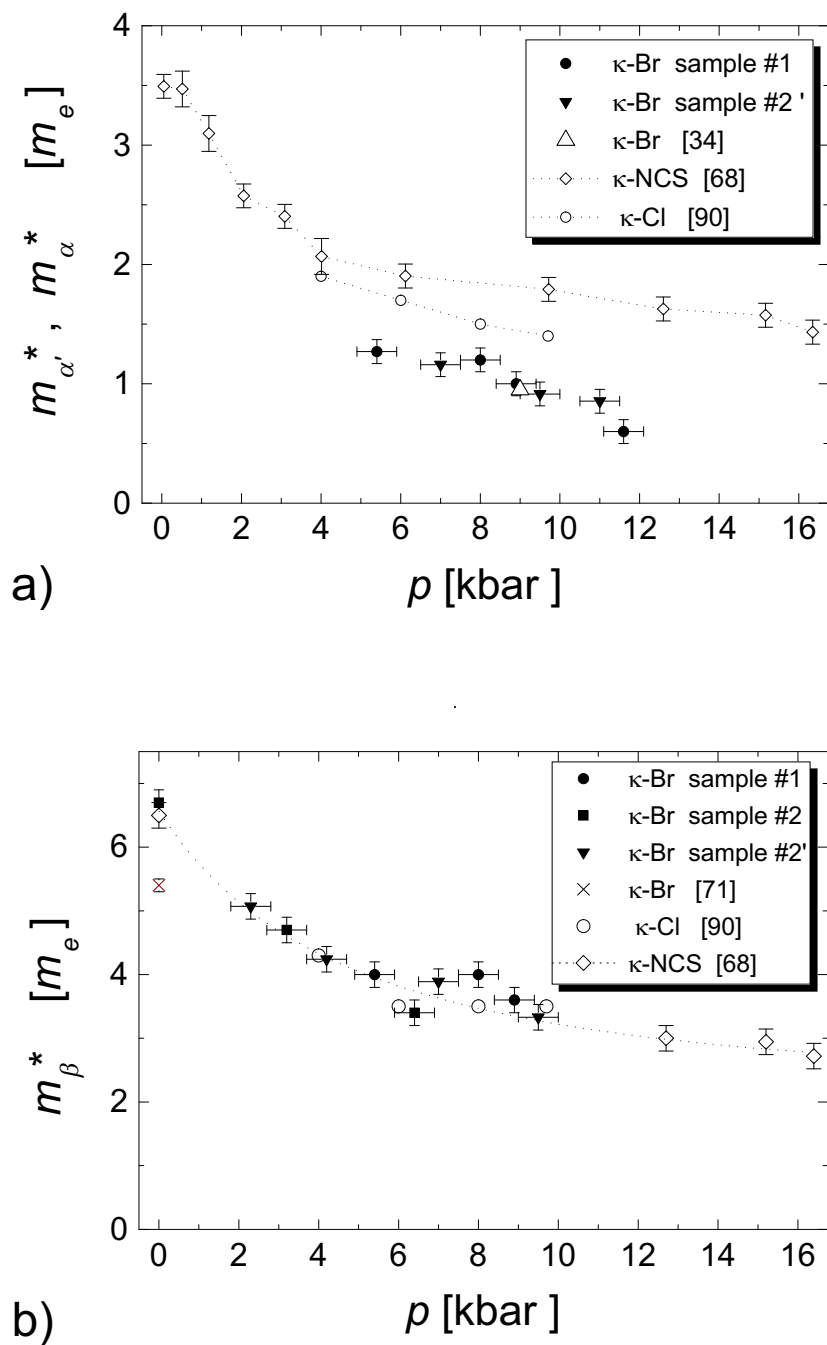 4
3
2
1
0
m*α', m*α [me]
κ-Br sample #1
κ-Br sample #2 '
κ-Br [34]
κ-NCS [68]
κ-Cl [90]
0 2 4 6 8 10 12 14 16
p [kbar ]
a)
6
4
2
0
m*β [me]
κ-Br sample #1
κ-Br sample #2
κ-Br sample #2'
κ-Br [71]
κ-Cl [90]
κ-NCS [68]
0 2 4 6 8 10 12 14 16
p [kbar ]
b)